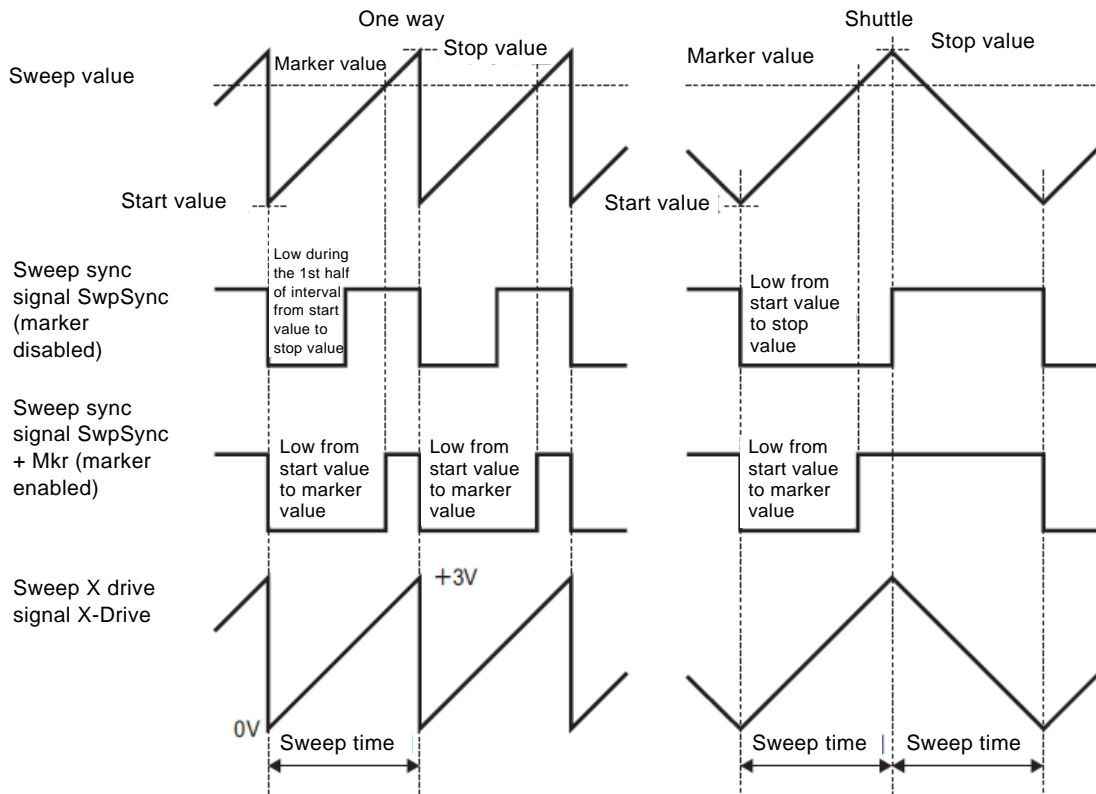 One way
Shuttle
Stop value
Stop value
Marker value
Marker value
Sweep value
Start value
Start value
Sweep sync
signal SwpSync
(marker
disabled)
Low during
the 1st half
of interval
from start
value to
stop value
Low from
start value
to stop
value
Sweep sync
signal SwpSync
+ Mkr (marker
enabled)
Low from
start value
to marker
value
Low from
start value
to marker
value
Low from
start value
to marker
value
Sweep X drive
signal X-Drive
+3V
0V
Sweep time
Sweep time
Sweep time